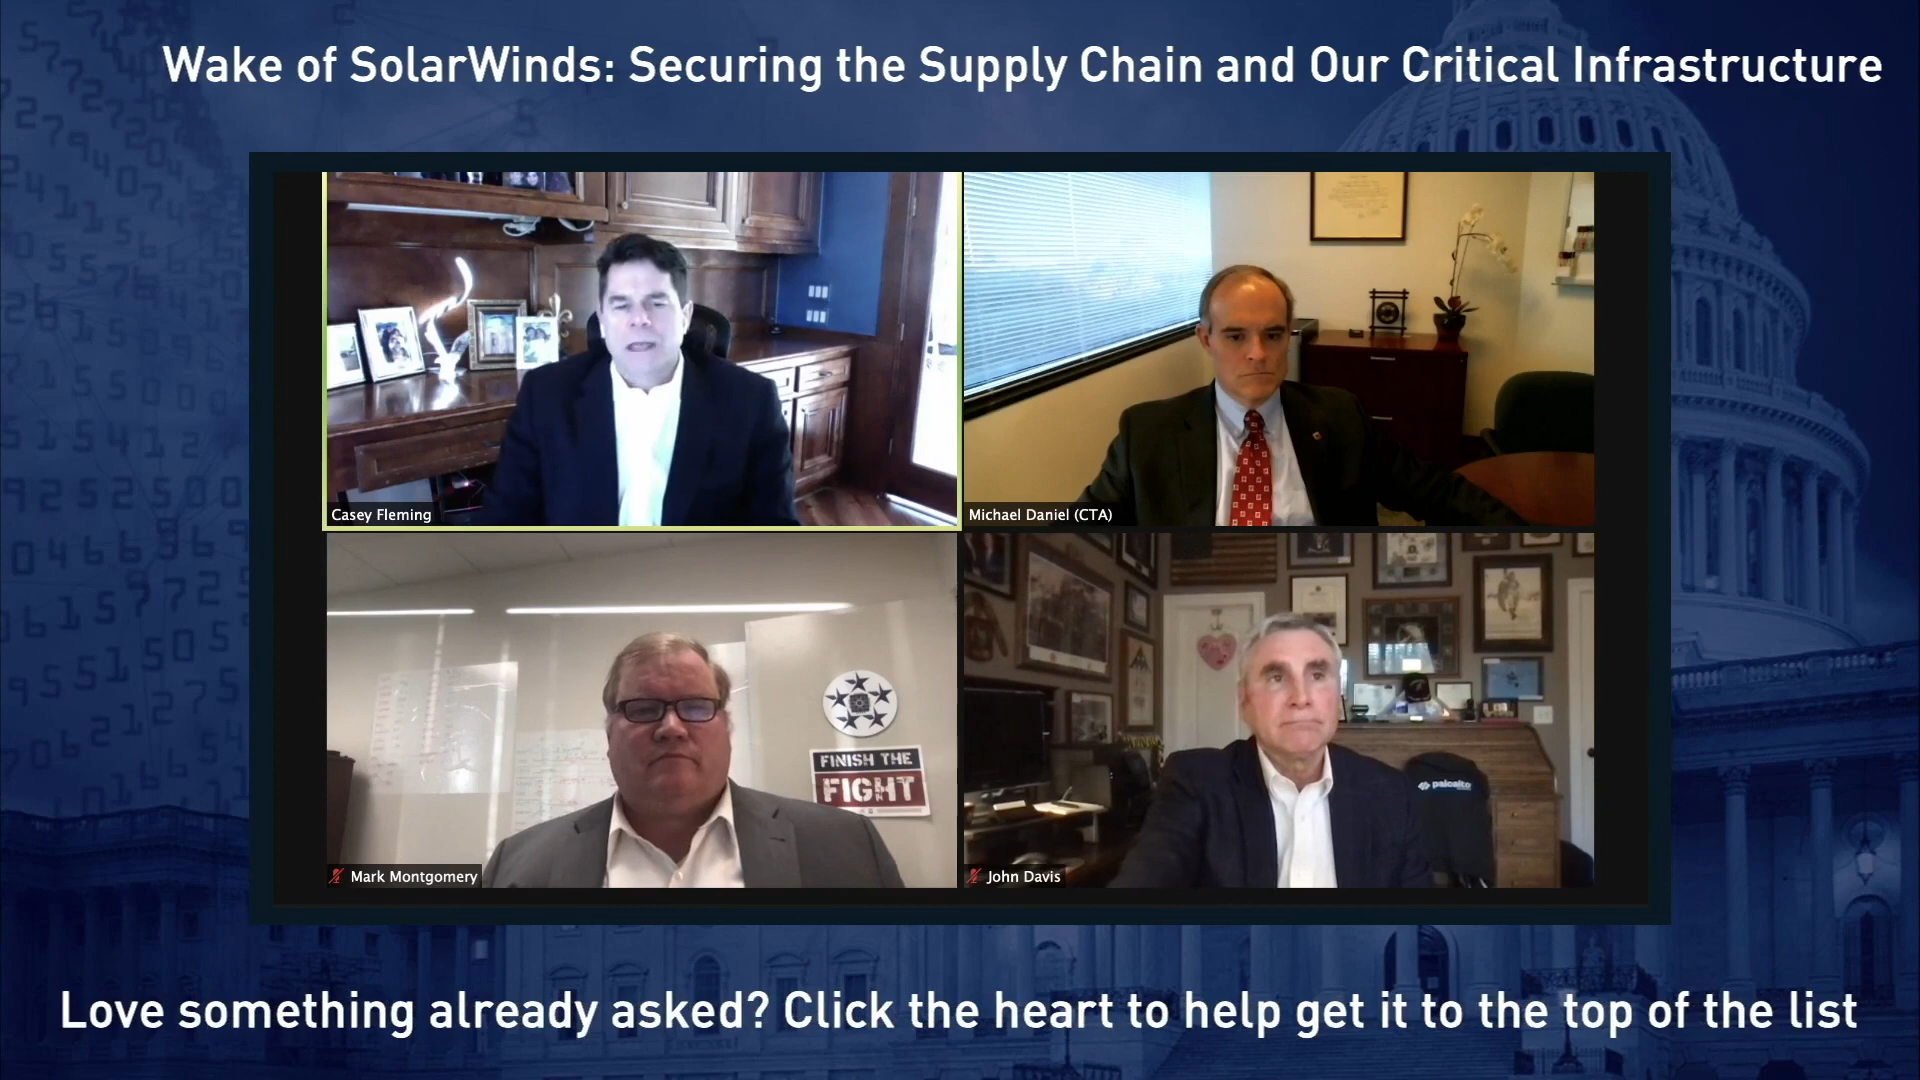 Wake of SolarWinds: Securing the Supply Chain and Our Critical Infrastructure
Casey Fleming
Michael Daniel (CTA)
FINISH THE
FIGHT
Mark Montgomery
paloalto
John Davis
Love something already asked? Click the heart to help get it to the top of the list